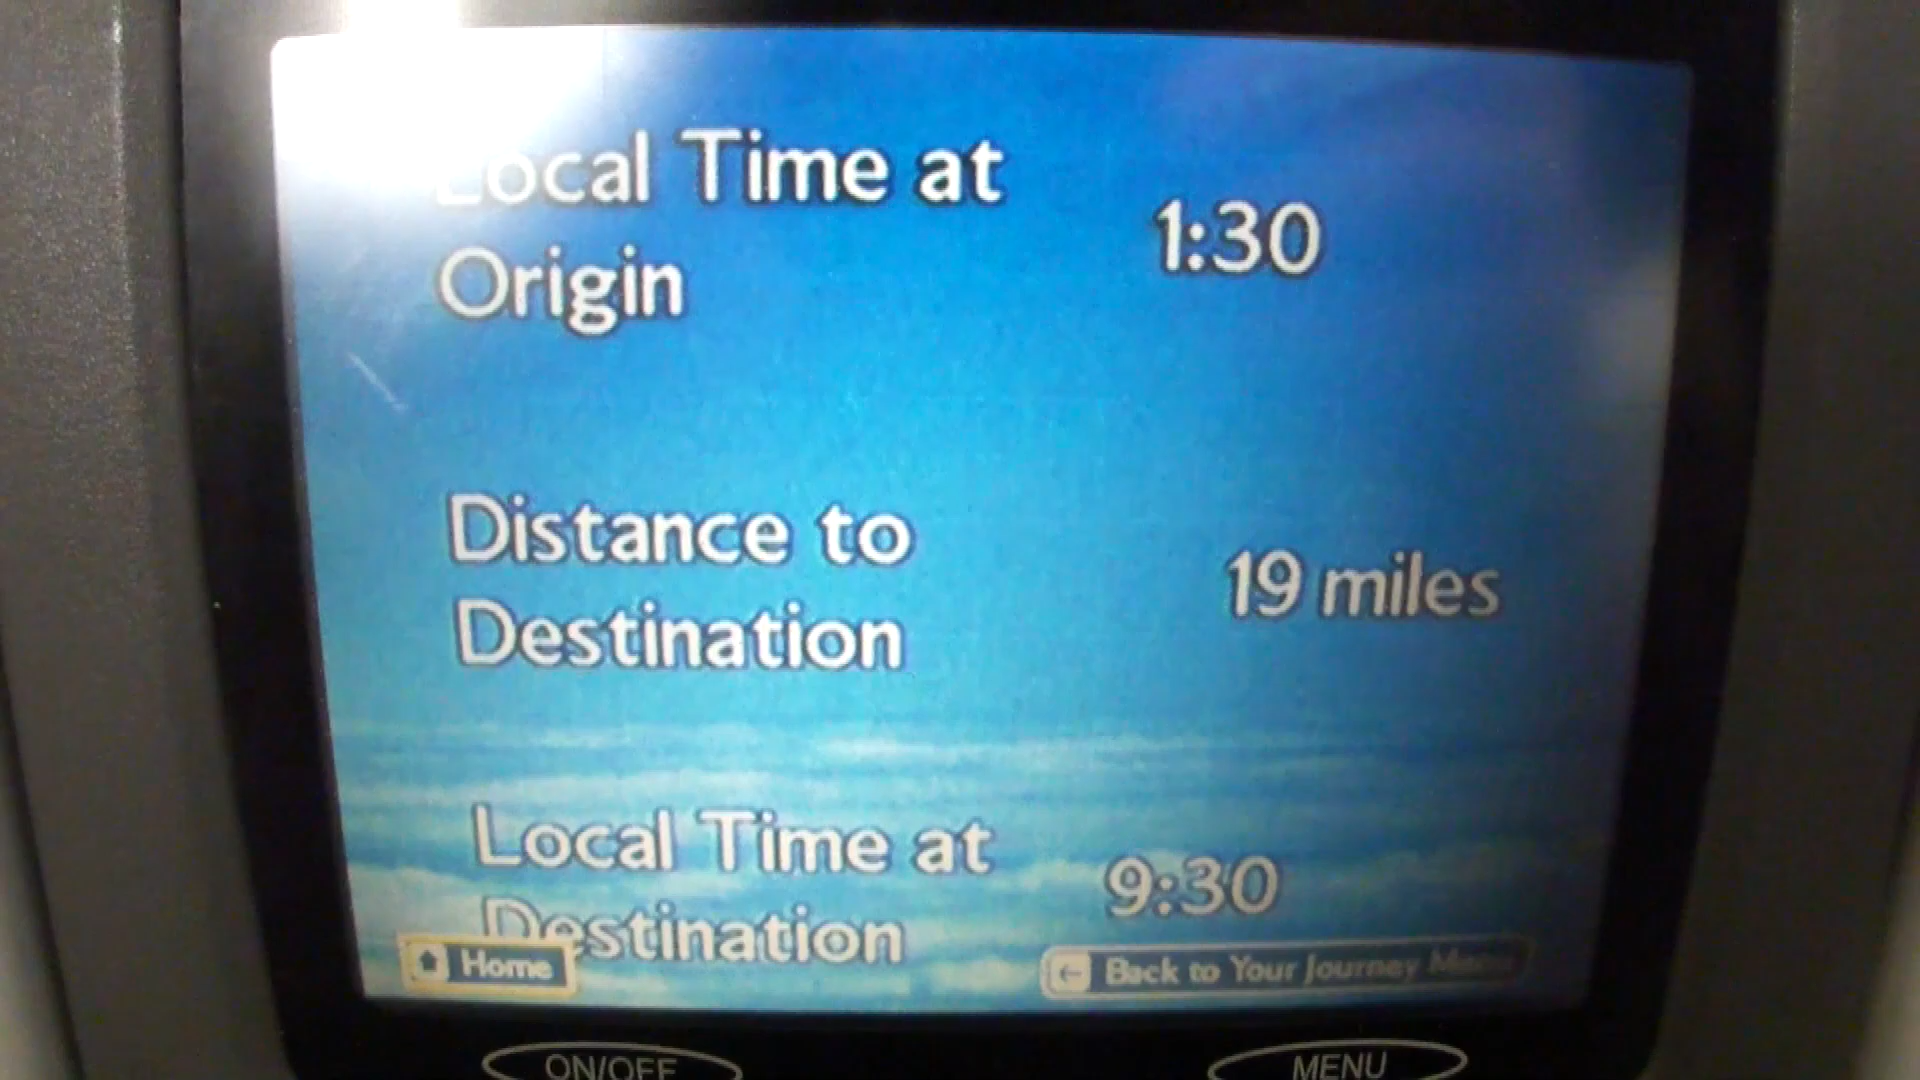 Local Time at
Origin
1:30
Distance to
Destination
19 miles
Local Time at
Destination
9:30
Home
Back to Your Journey Menu
ON/OFF
MENU